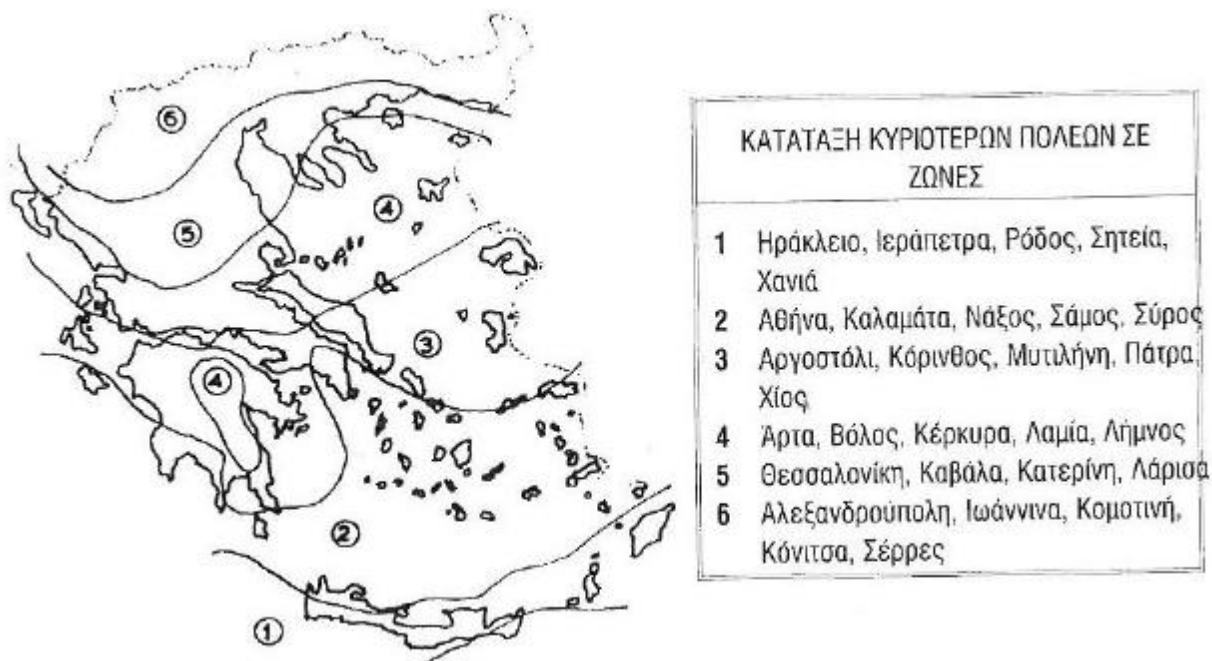 ⑥
⑤
④
③
④
②
①
ΚΑΤΑΤΑΞΗ ΚΥΡΙΟΤΕΡΩΝ ΠΟΛΕΩΝ ΣΕ
ΖΩΝΕΣ
1 Ηράκλειο, Ιεράπετρα, Ρόδος, Σητεία,
Χανιά
2 Αθήνα, Καλαμάτα, Νάξος, Σάμος, Σύρος
3 Αργοστόλι, Κόρινθος, Μυτιλήνη, Πάτρα,
Χίος
4 Άρτα, Βόλος, Κέρκυρα, Λαμία, Λήμνος
5 Θεσσαλονίκη, Καβάλα, Κατερίνη, Λάρισα
6 Αλεξανδρούπολη, Ιωάννινα, Κομοτινή,
Κόνιτσα, Σέρρες